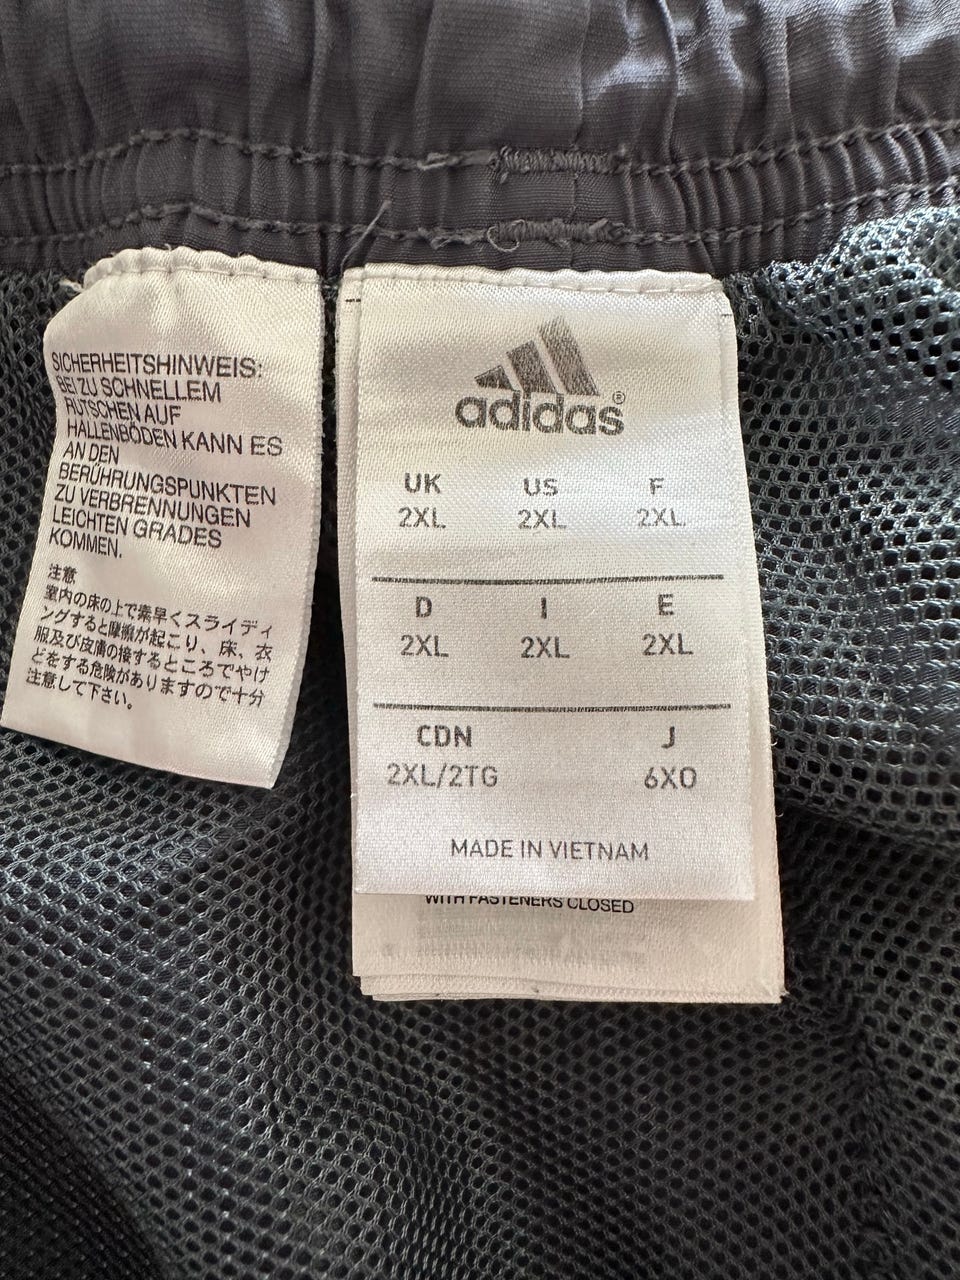 SICHERHEITSHINWEIS:
BEI ZU SCHNELLEM
RUTSCHEN AUF
HALLENBÖDEN KANN ES
AN DEN
BERÜHRUNGSPUNKTEN
ZU VERBRENNUNGEN
LEICHTEN GRADES
KOMMEN.
注意
室内の床の上で素早くスライディ
ングすると摩擦が起こり、床、衣
服及び皮膚の接するところでやけ
どをする危険がありますので十分
注意して下さい。
adidas®
UK US F
2XL 2XL 2XL
D I E
2XL 2XL 2XL
CDN J
2XL/2TG 6XO
MADE IN VIETNAM
WITH FASTENERS CLOSED